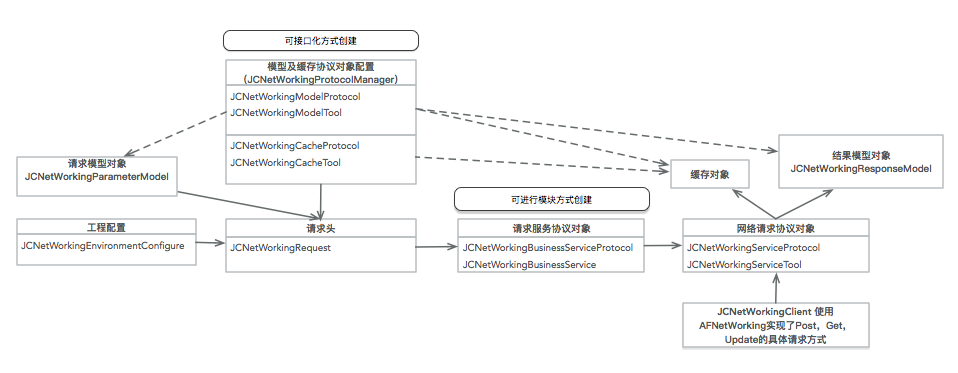 可接口化方式创建
模型及缓存协议对象配置
（JCNetWorkingProtocolManager）
JCNetWorkingModelProtocol
JCNetWorkingModelTool
JCNetWorkingCacheProtocol
JCNetWorkingCacheTool
请求模型对象
JCNetWorkingParameterModel
结果模型对象
JCNetWorkingResponseModel
缓存对象
可进行模块方式创建
工程配置
JCNetWorkingEnvironmentConfigure
请求头
JCNetWorkingRequest
请求服务协议对象
JCNetWorkingBusinessServiceProtocol
JCNetWorkingBusinessService
网络请求协议对象
JCNetWorkingServiceProtocol
JCNetWorkingServiceTool
JCNetWorkingClient 使用
AFNetWorking实现了Post，Get，
Update的具体请求方式